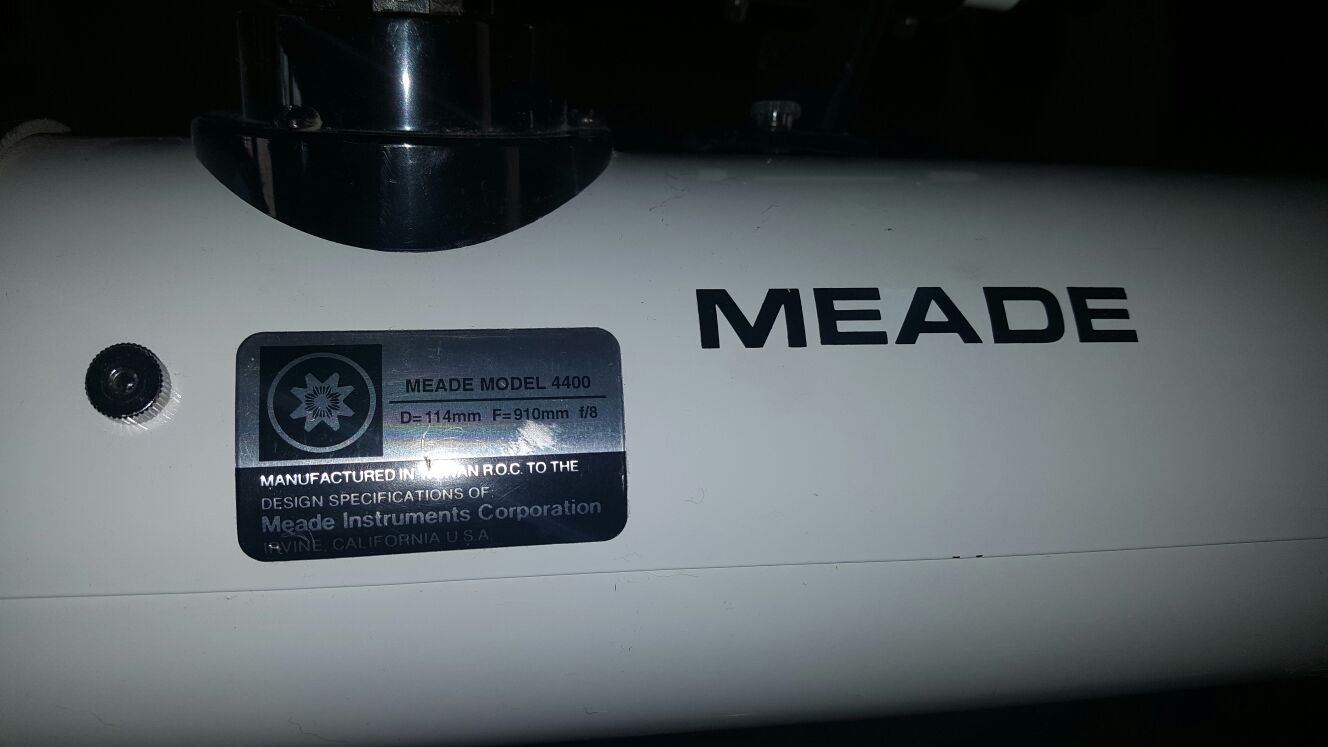 MEADE
MEADE MODEL 4400
D=114mm F=910mm f/8
MANUFACTURED IN R.O.C. TO THE
DESIGN SPECIFICATIONS OF
Meade Instruments Corporation
IRVINE, CALIFORNIA U.S.A.